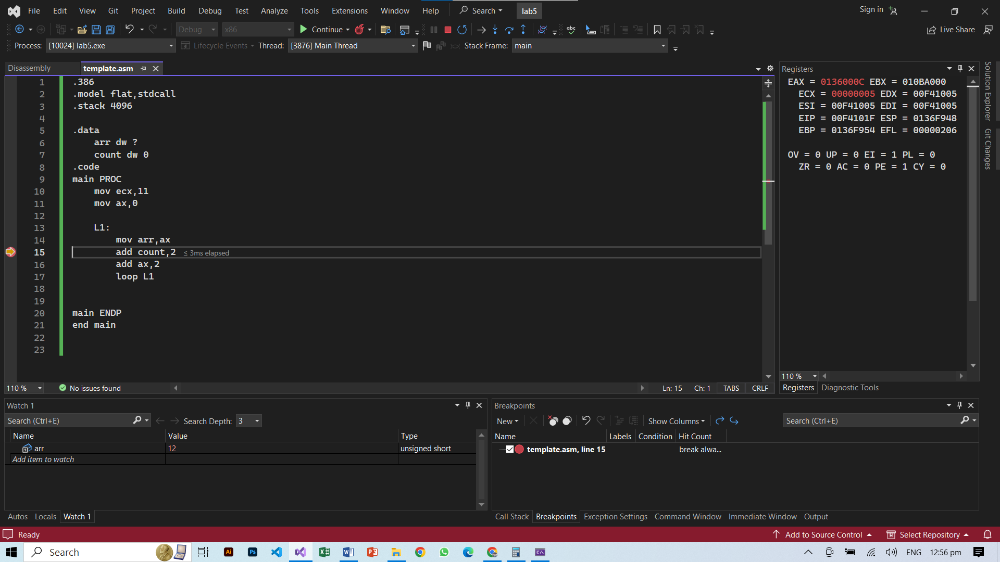 File Edit View Git Project Build Debug Test Analyze Tools Extensions Window Help Search lab5 Sign in
Debug x86 Continue Live Share
Process: [10024] lab5.exe Lifecycle Events Thread: [3876] Main Thread Stack Frame: main
Disassembly template.asm
1 .386
2 .model flat,stdcall
3 .stack 4096
4
5 .data
6 arr dw ?
7 count dw 0
8 .code
9 main PROC
10 mov ecx,11
11 mov ax,0
12
13 L1:
14 mov arr,ax
15 add count,2 ≤ 3ms elapsed
16 add ax,2
17 loop L1
18
19
20 main ENDP
21 end main
22
23
110 % No issues found Ln: 15 Ch: 1 TABS CRLF
Registers
EAX = 0136000C EBX = 010BA000
ECX = 00000005 EDX = 00F41005
ESI = 00F41005 EDI = 00F41005
EIP = 00F4101F ESP = 0136F948
EBP = 0136F954 EFL = 00000206
OV = 0 UP = 0 EI = 1 PL = 0
ZR = 0 AC = 0 PE = 1 CY = 0
110 %
Registers Diagnostic Tools
Solution Explorer
Git Changes
Watch 1
Search (Ctrl+E) Search Depth: 3
Name Value Type
arr 12 unsigned short
Add item to watch
Autos Locals Watch 1
Breakpoints
New Show Columns Search (Ctrl+E)
Name Labels Condition Hit Count
template.asm, line 15 break alwa...
Call Stack Breakpoints Exception Settings Command Window Immediate Window Output
Ready Add to Source Control Select Repository
Search Ai Ps ENG 12:56 pm